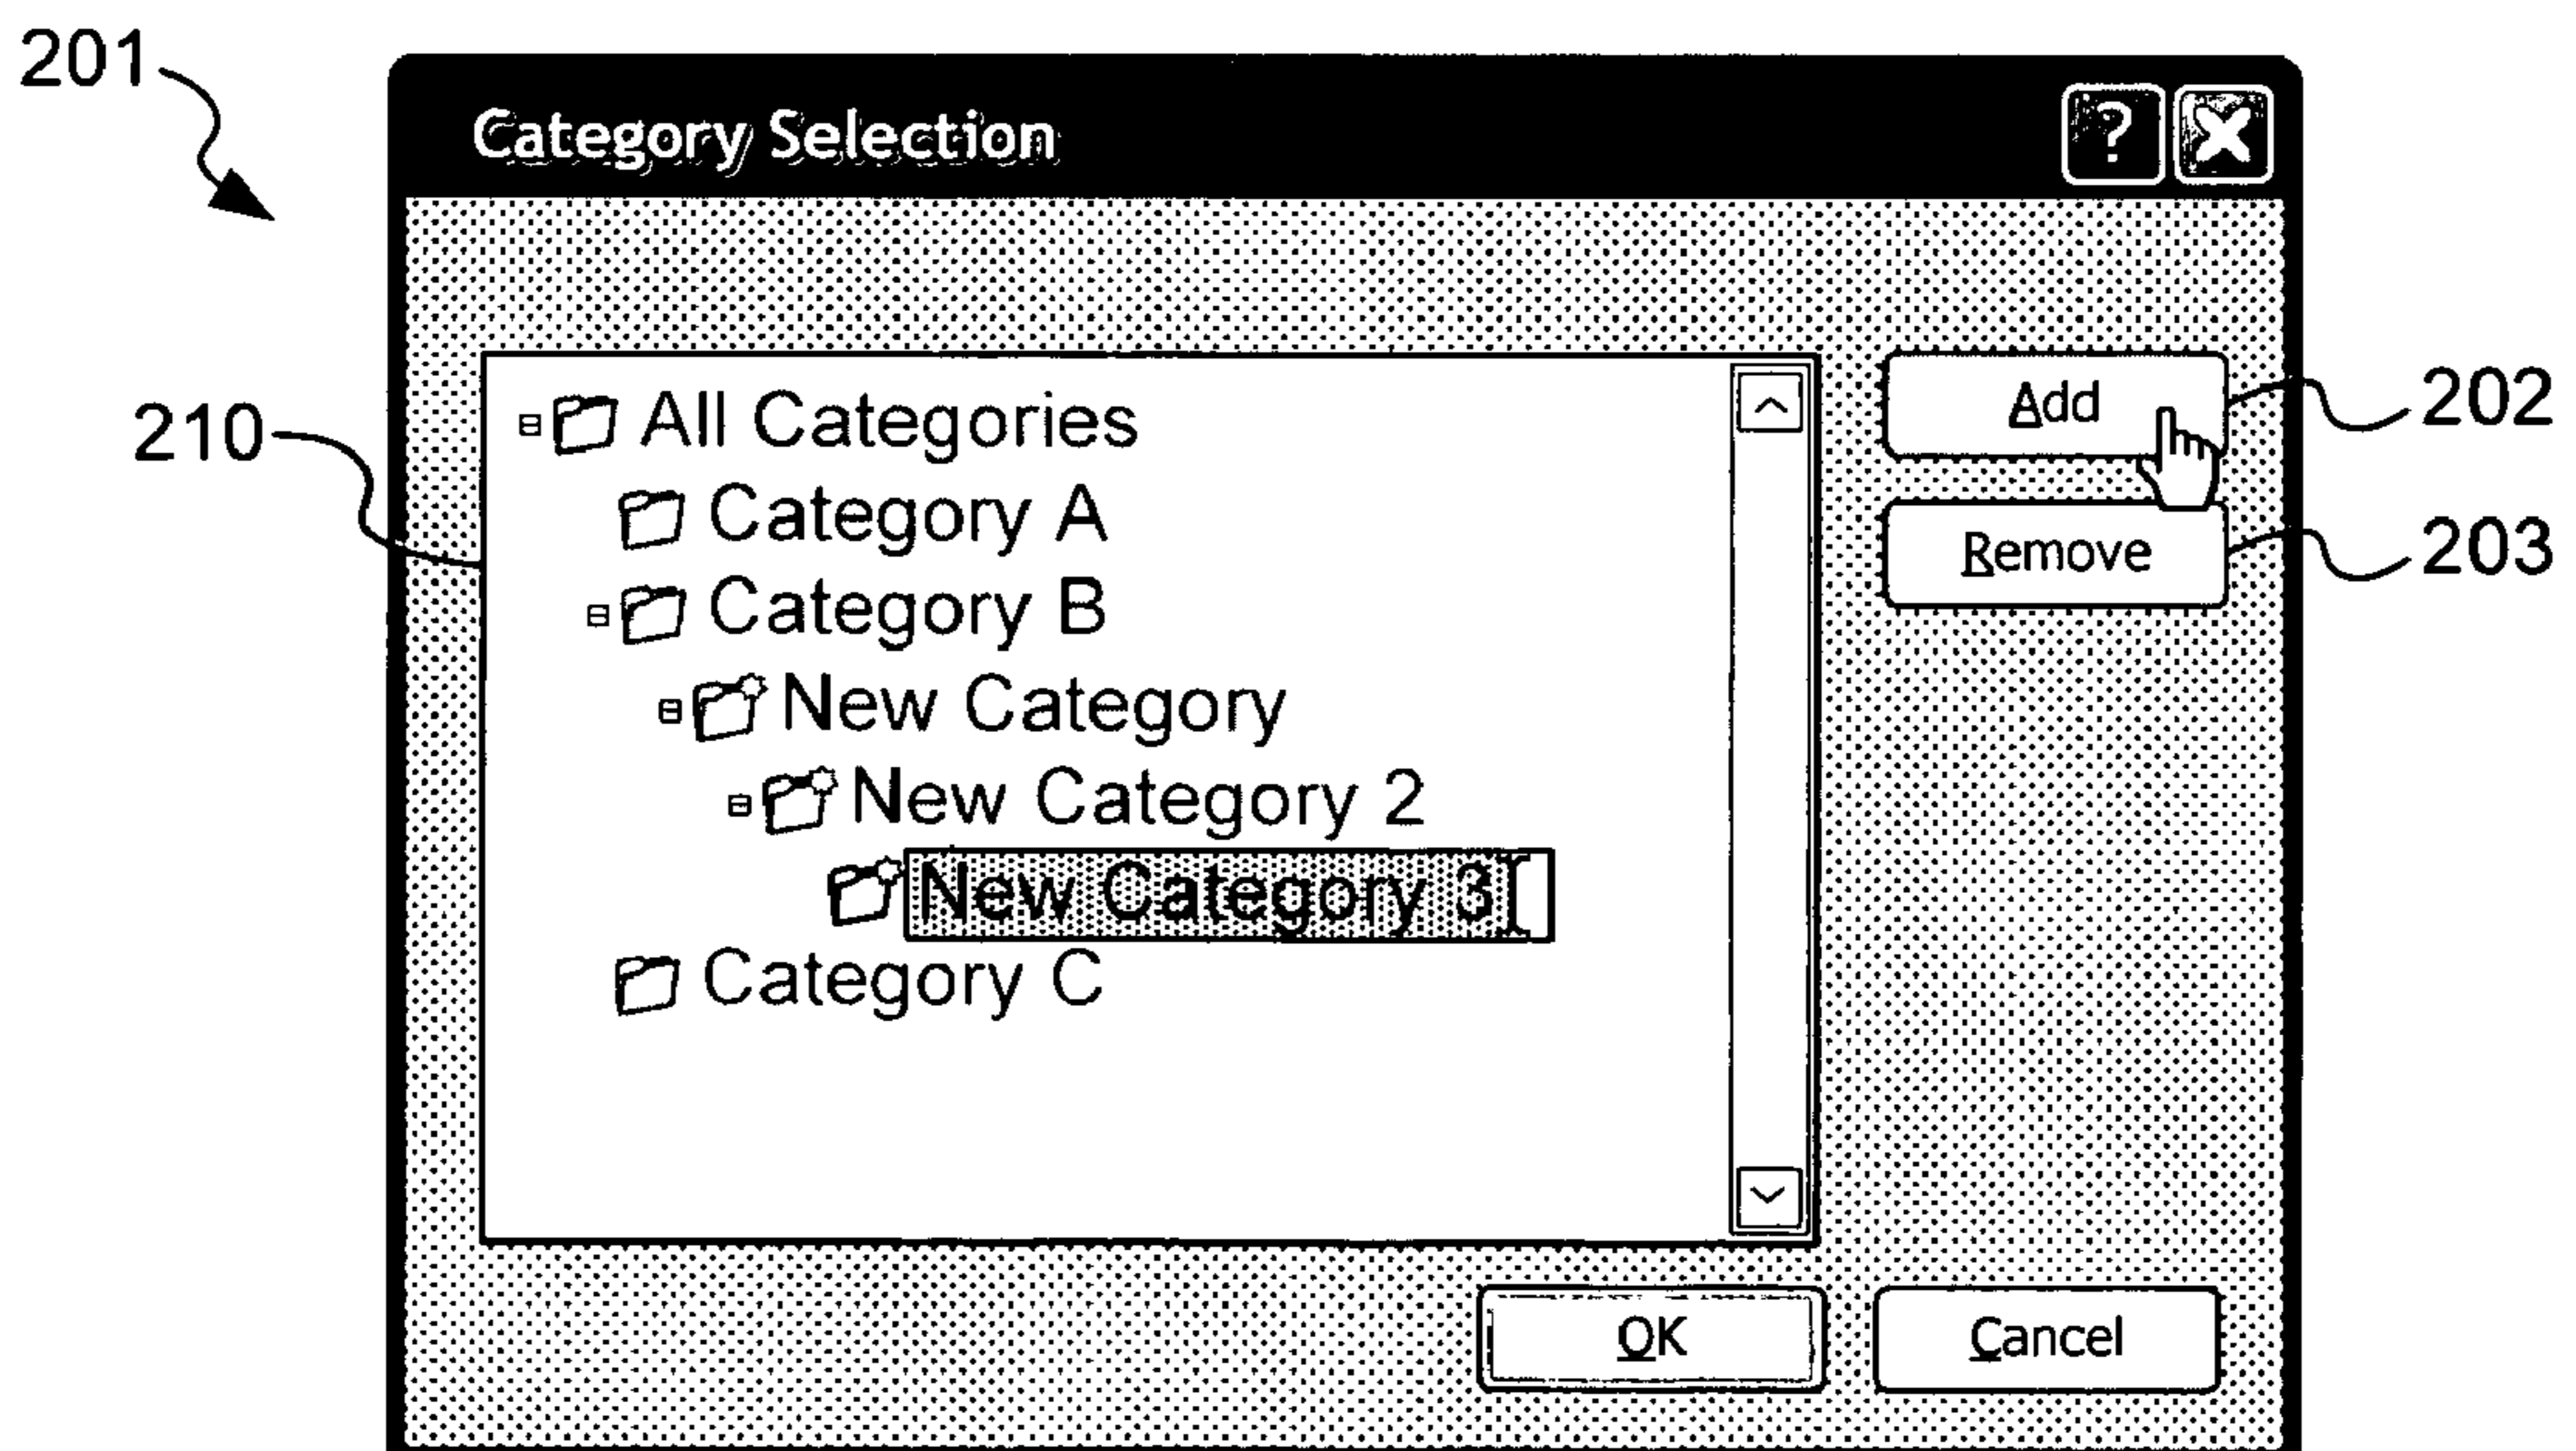 201
Category Selection
?
210
All Categories
Category A
Category B
New Category
New Category 2
New Category 3
Category C
Add
202
Remove
203
OK
Cancel